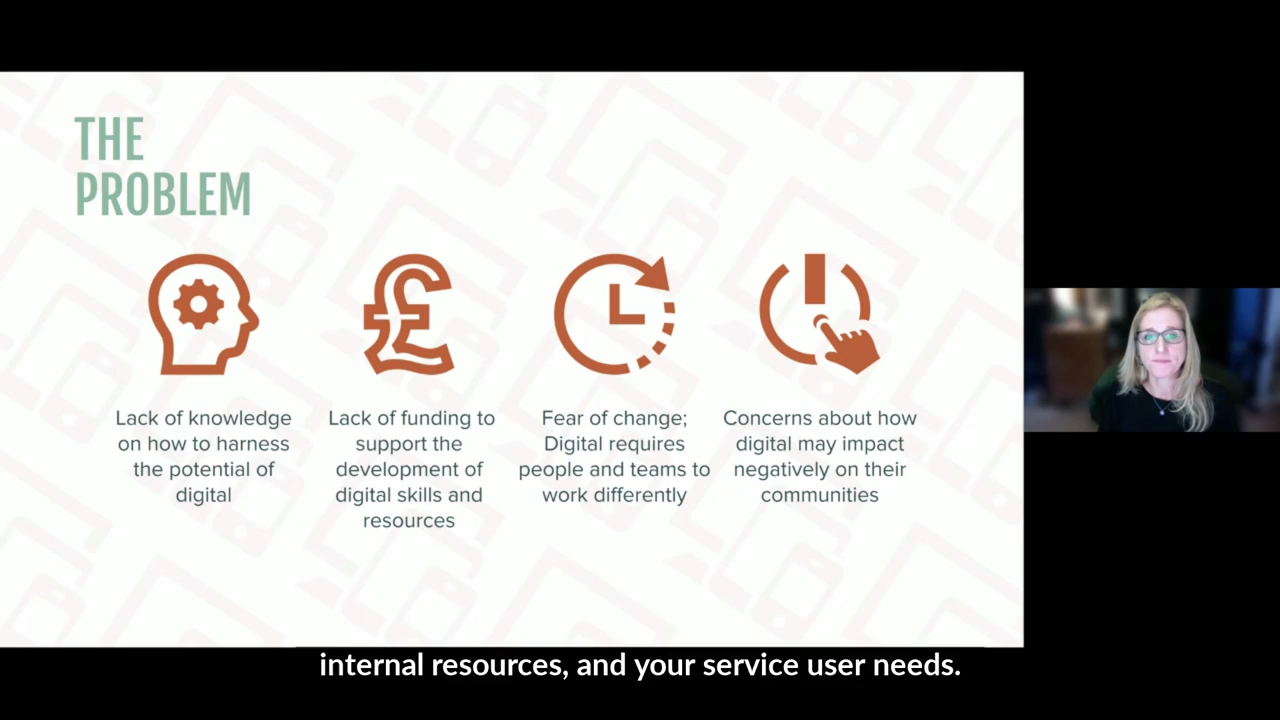 THE
PROBLEM
Lack of knowledge
on how to harness
the potential of
digital
Lack of funding to
support the
development of
digital skills and
resources
Fear of change;
Digital requires
people and teams to
work differently
Concerns about how
digital may impact
negatively on their
communities
internal resources, and your service user needs.